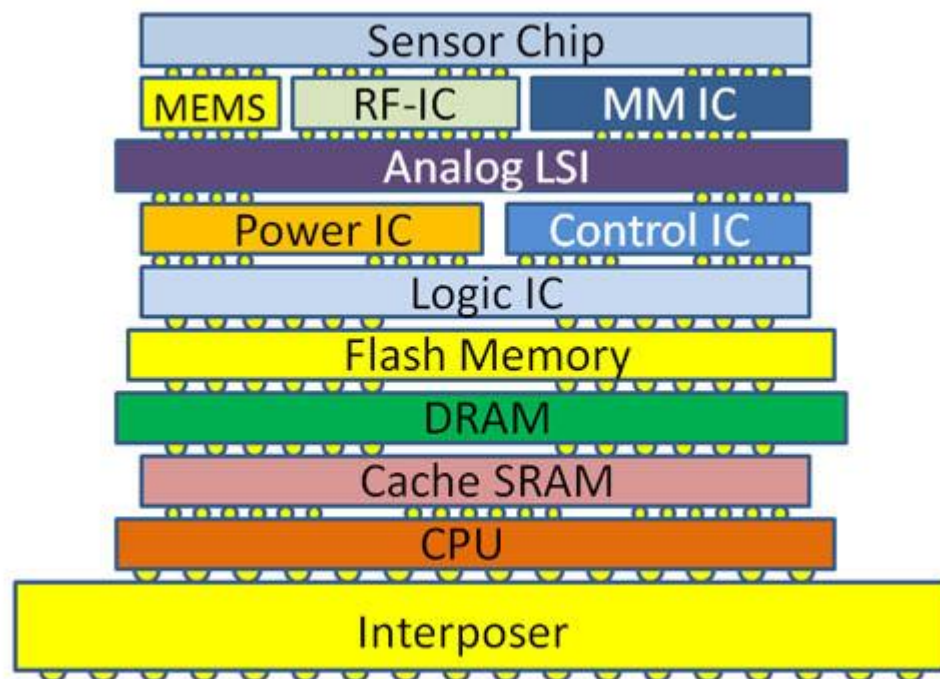 Sensor Chip
MEMS RF-IC MM IC
Analog LSI
Power IC Control IC
Logic IC
Flash Memory
DRAM
Cache SRAM
CPU
Interposer